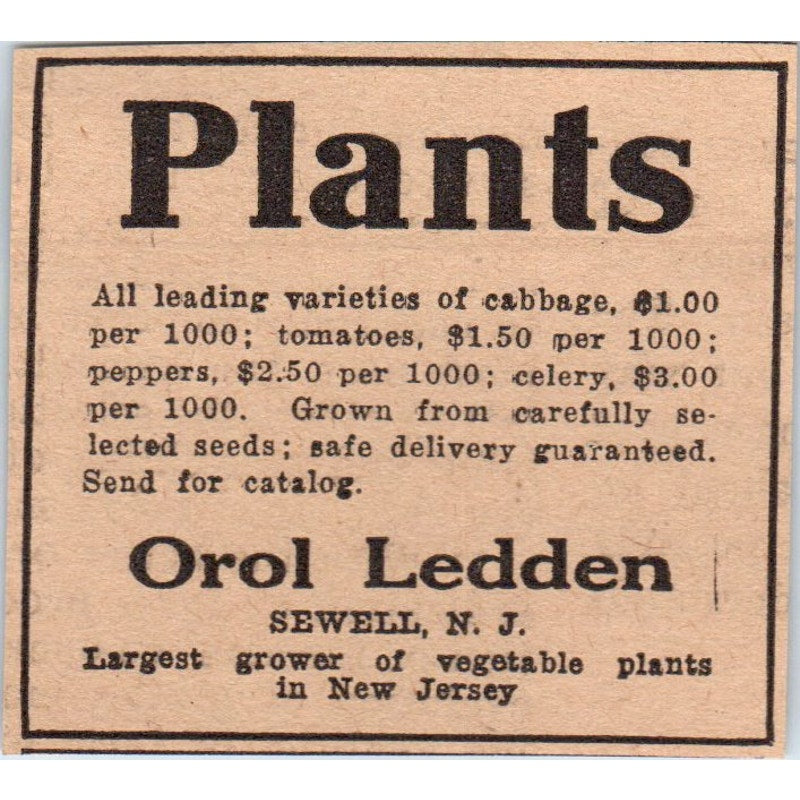 Plants
All leading varieties of cabbage, $1.00
per 1000; tomatoes, $1.50 per 1000;
peppers, $2.50 per 1000; celery, $3.00
per 1000. Grown from carefully se-
lected seeds; safe delivery guaranteed.
Send for catalog.
Orol Ledden
SEWELL, N. J.
Largest grower of vegetable plants
in New Jersey